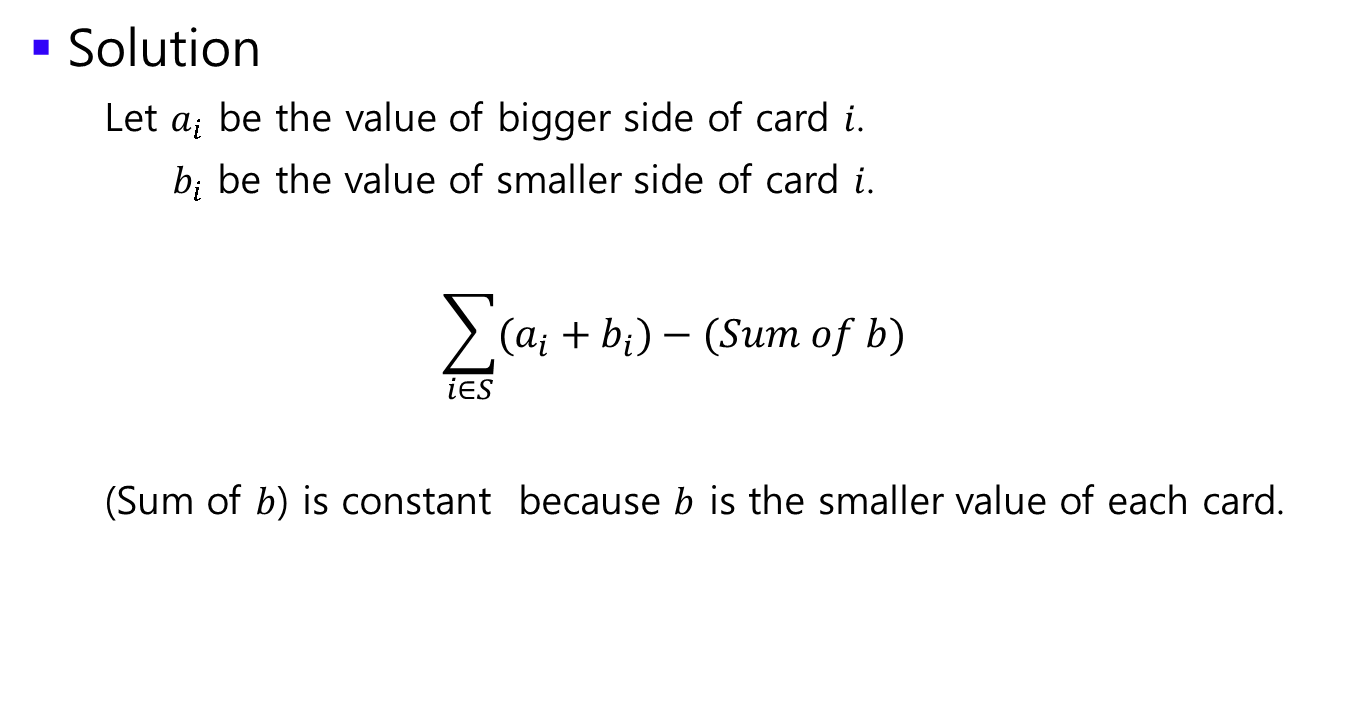 ▪ Solution
Let 𝑎ᵢ be the value of bigger side of card 𝑖.
𝑏ᵢ be the value of smaller side of card 𝑖.
∑(𝑎ᵢ + 𝑏ᵢ) − (𝑆𝑢𝑚 𝑜𝑓 𝑏)
𝑖∈𝑆
(Sum of 𝑏) is constant  because 𝑏 is the smaller value of each card.